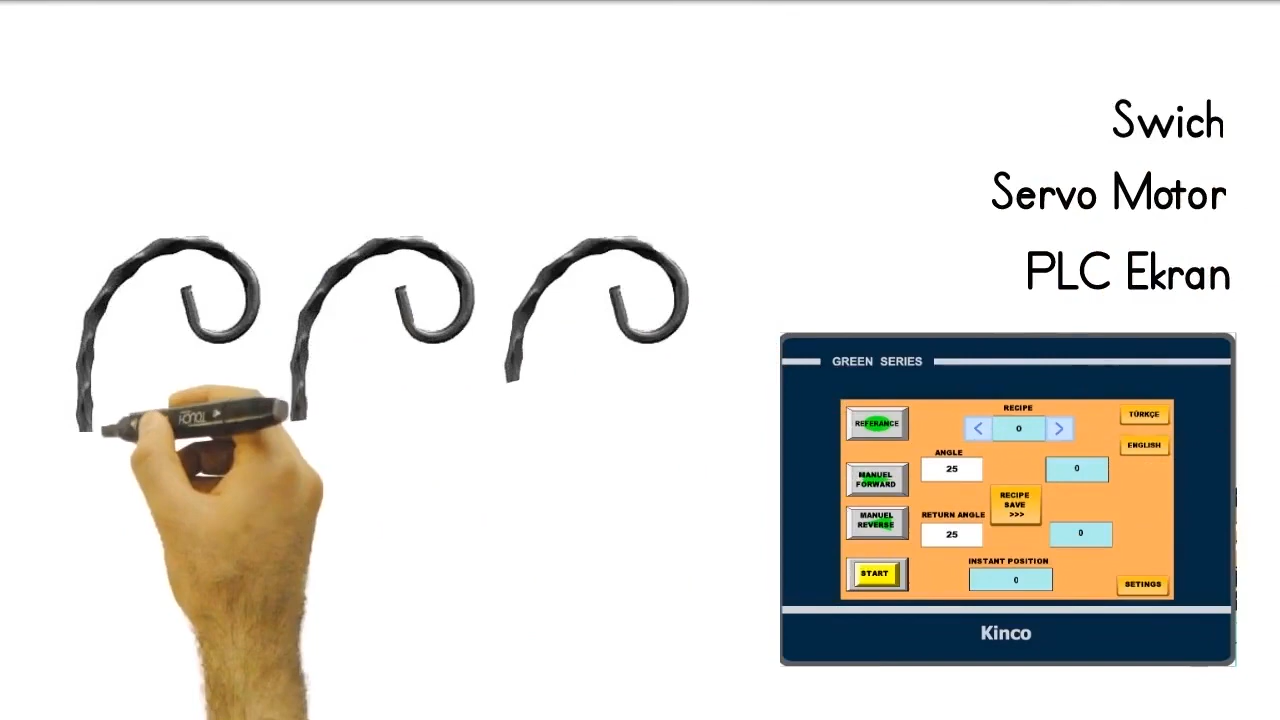 Swich
Servo Motor
PLC Ekran
GREEN SERIES
REFERANCE
RECIPE
0
TÜRKÇE
ENGLISH
ANGLE
25
0
MANUEL
FORWARD
RECIPE
SAVE
>>>
MANUEL
REVERSE
RETURN ANGLE
25
0
INSTANT POSITION
0
START
SETINGS
Kinco
TOUCH